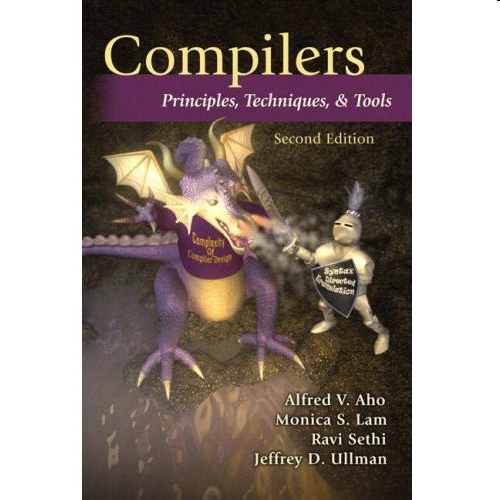 Compilers
Principles, Techniques, & Tools
Second Edition
Complexity
of
Compiler Design
Syntax
Directed
Translation
Alfred V. Aho
Monica S. Lam
Ravi Sethi
Jeffrey D. Ullman